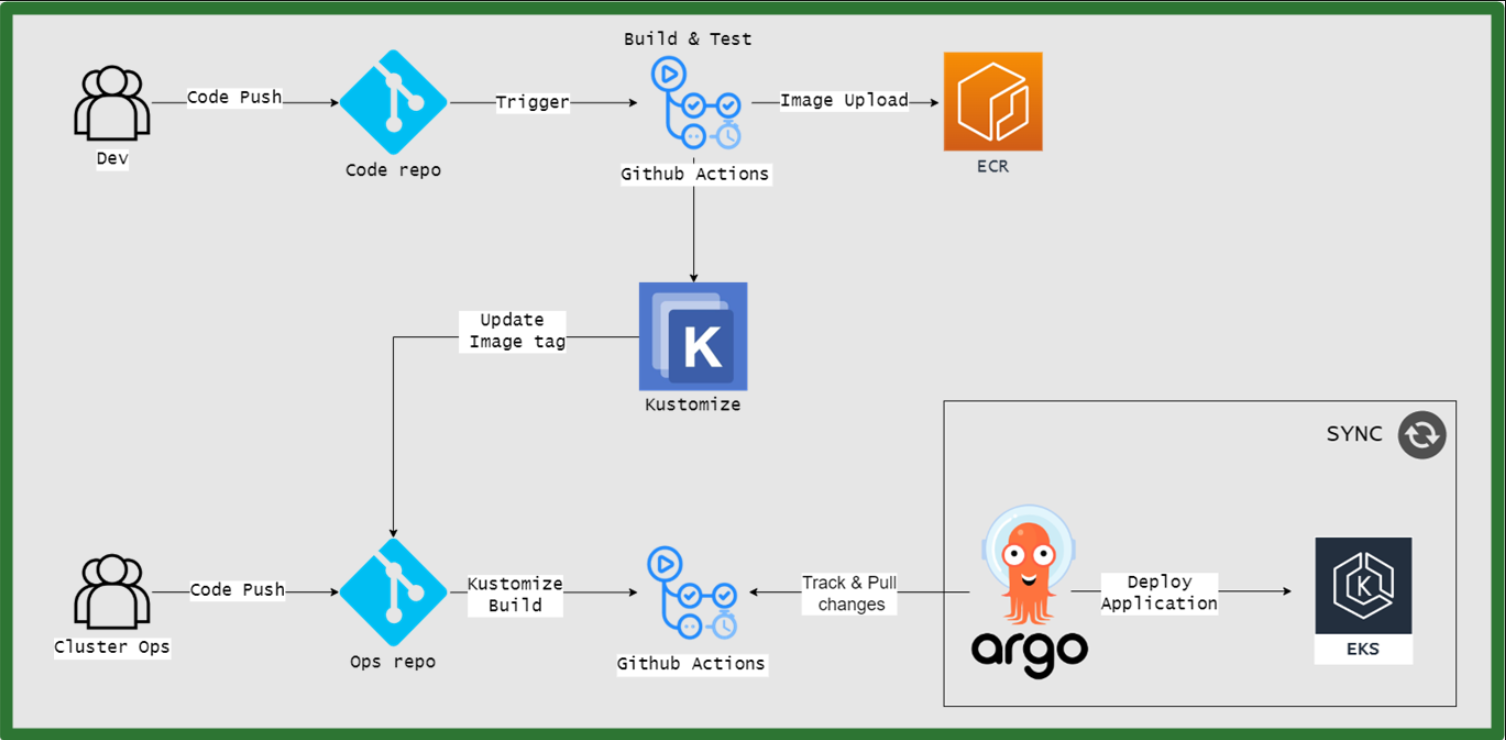 Build & Test
Code Push
Trigger
Image Upload
Dev
Code repo
Github Actions
ECR
Update
Image tag
K
Kustomize
SYNC
Code Push
Kustomize
Build
Track & Pull
changes
Deploy
Application
K
Cluster Ops
Ops repo
Github Actions
argo
EKS